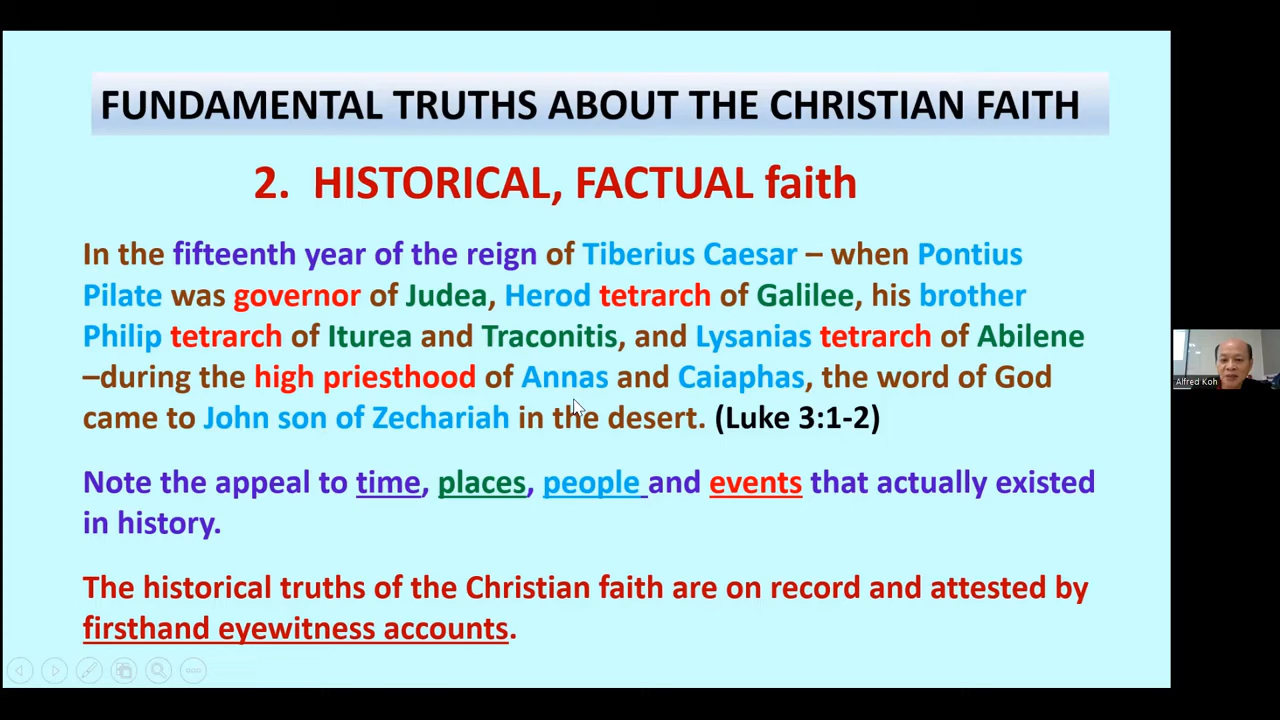 FUNDAMENTAL TRUTHS ABOUT THE CHRISTIAN FAITH
2. HISTORICAL, FACTUAL faith
In the fifteenth year of the reign of Tiberius Caesar – when Pontius
Pilate was governor of Judea, Herod tetrarch of Galilee, his brother
Philip tetrarch of Iturea and Traconitis, and Lysanias tetrarch of Abilene
–during the high priesthood of Annas and Caiaphas, the word of God
came to John son of Zechariah in the desert. (Luke 3:1-2)
Note the appeal to time, places, people and events that actually existed
in history.
The historical truths of the Christian faith are on record and attested by
firsthand eyewitness accounts.
Alfred Koh